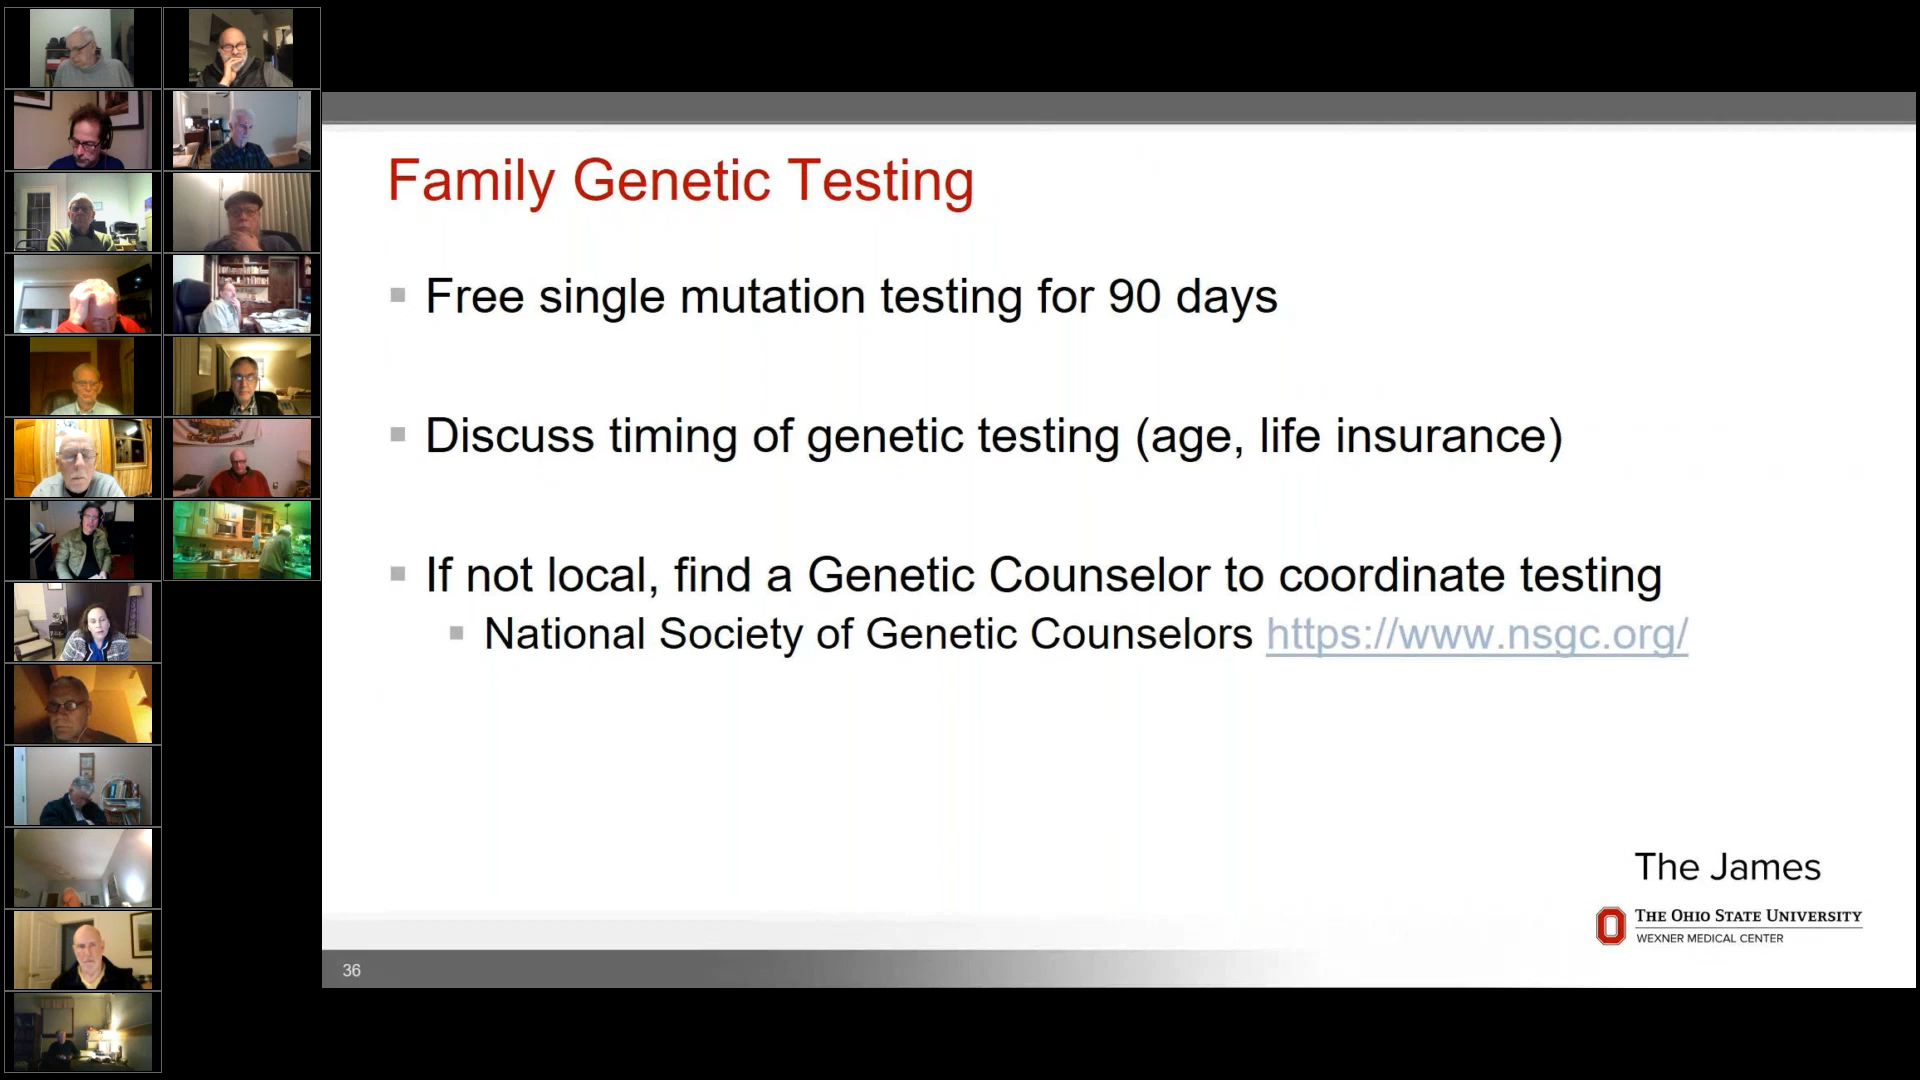 Family Genetic Testing
Free single mutation testing for 90 days
Discuss timing of genetic testing (age, life insurance)
If not local, find a Genetic Counselor to coordinate testing
National Society of Genetic Counselors https://www.nsgc.org/
The James
THE OHIO STATE UNIVERSITY
WEXNER MEDICAL CENTER
36